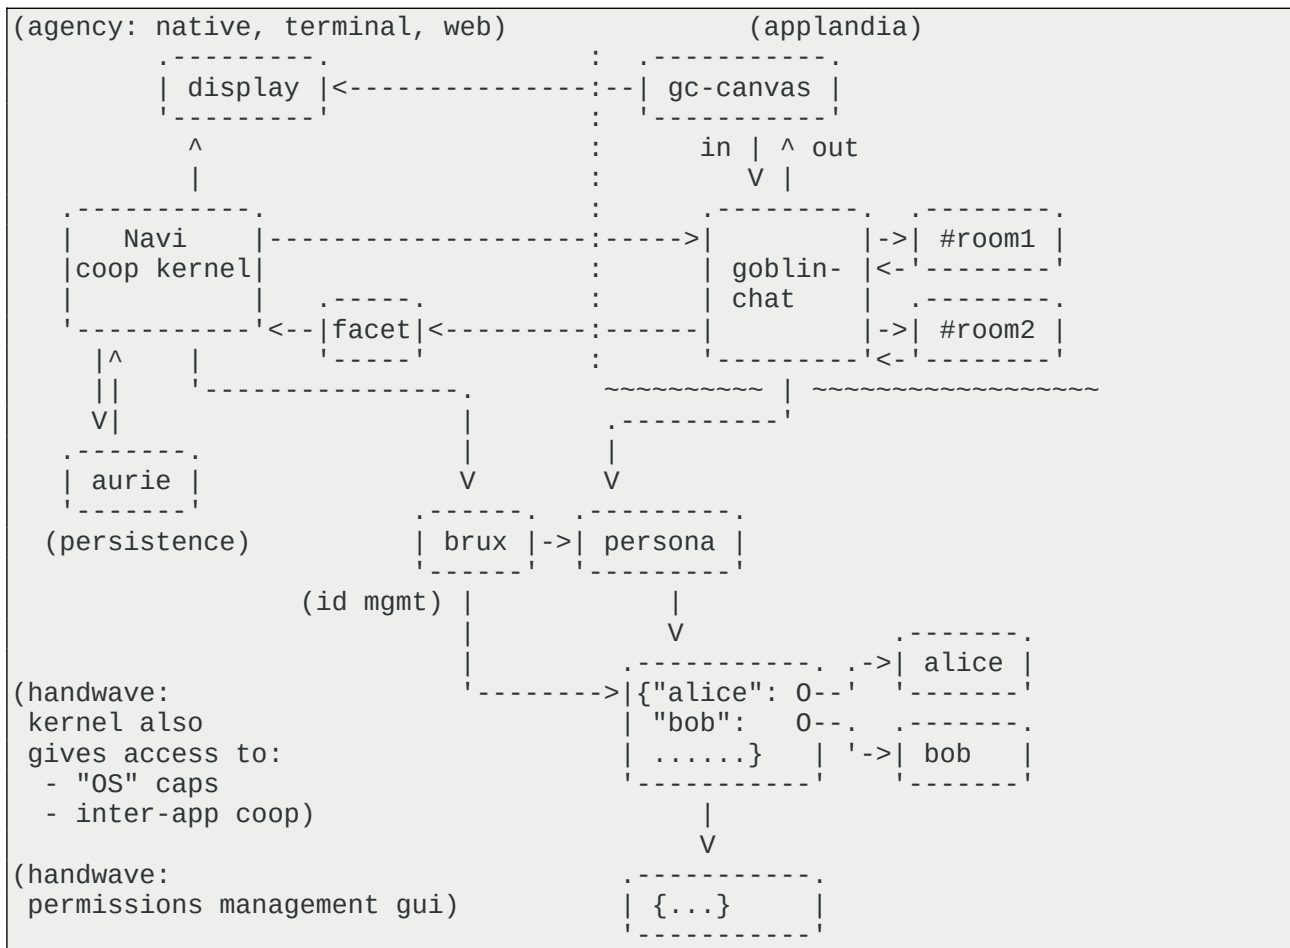 (agency: native, terminal, web) (applandia)
display gc-canvas
in out
Navi #room1
coop kernel goblin-
chat
facet #room2
aurie
(persistence) brux persona
(id mgmt)
alice
(handwave: {"alice": O
kernel also "bob": O
gives access to: ......} bob
- "OS" caps
- inter-app coop)
(handwave:
permissions management gui) {...}